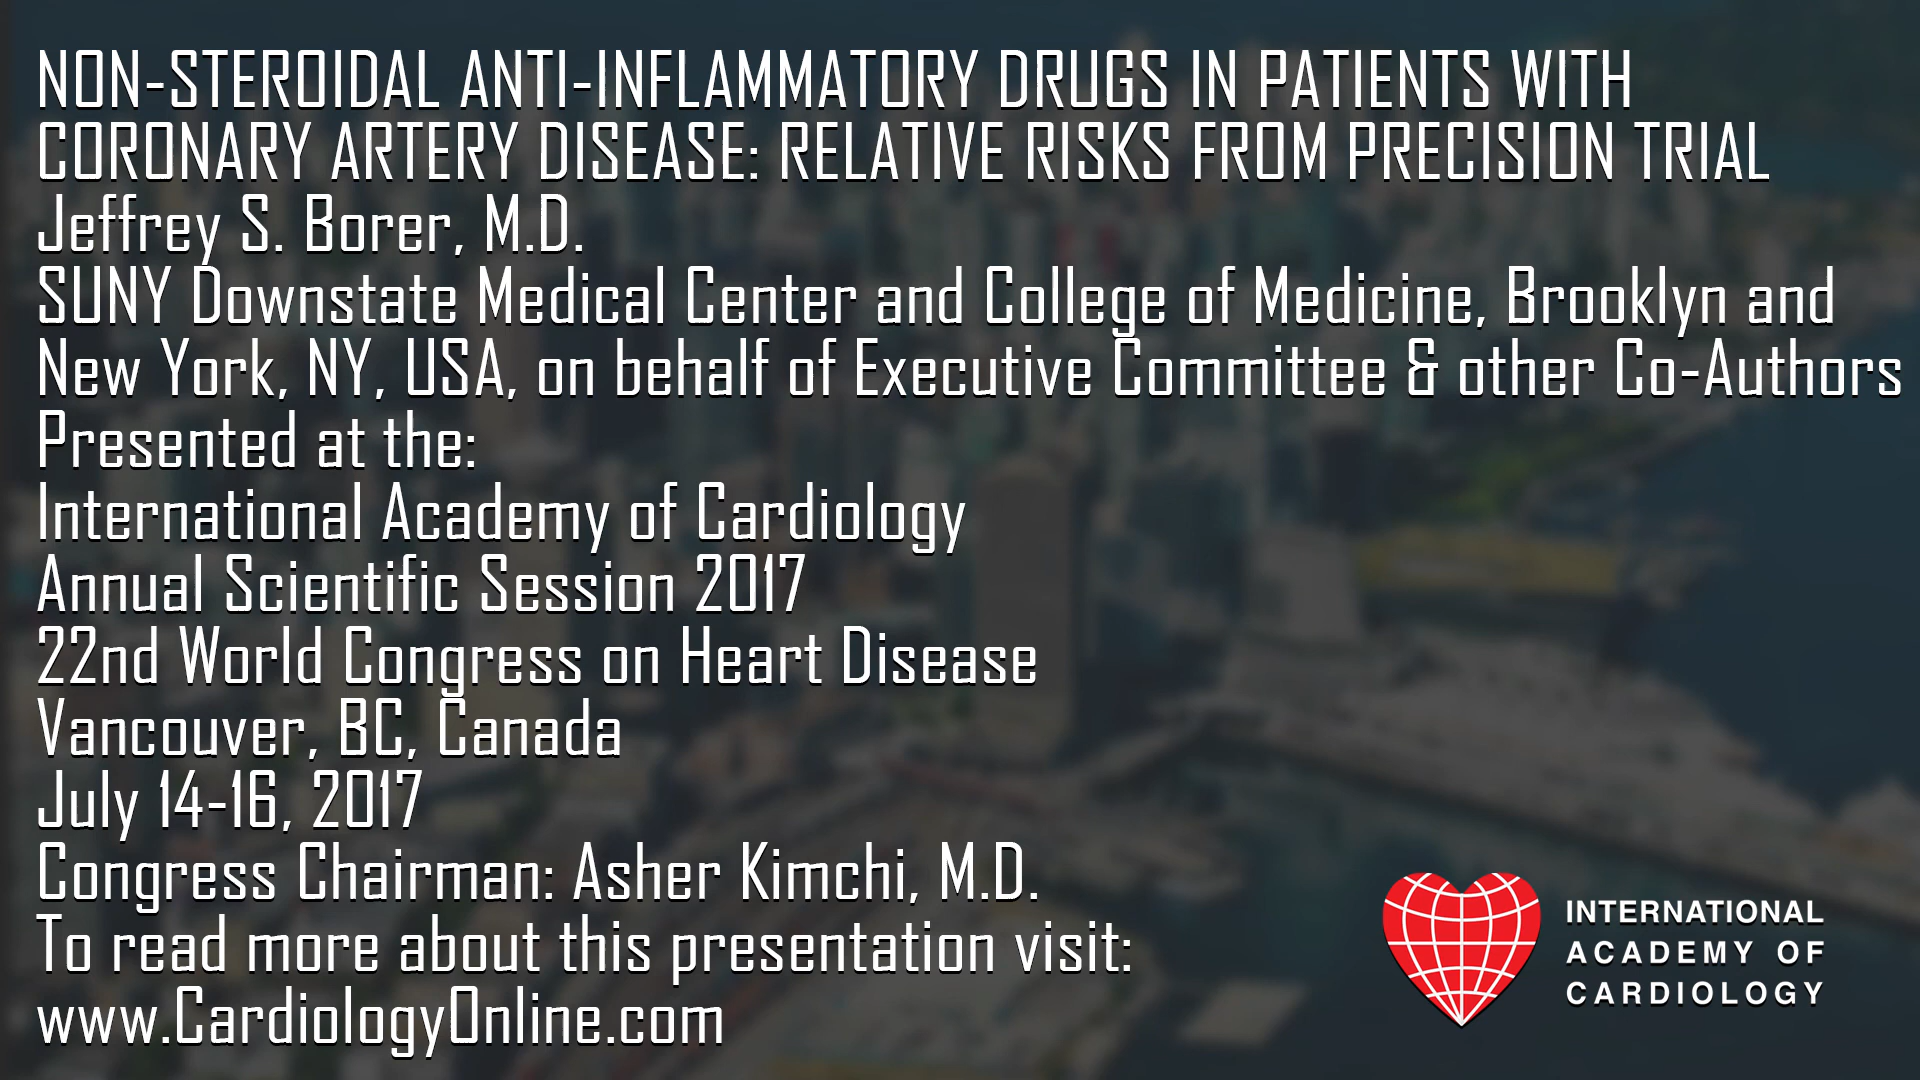 NON-STEROIDAL ANTI-INFLAMMATORY DRUGS IN PATIENTS WITH
CORONARY ARTERY DISEASE: RELATIVE RISKS FROM PRECISION TRIAL
Jeffrey S. Borer, M.D.
SUNY Downstate Medical Center and College of Medicine, Brooklyn and
New York, NY, USA, on behalf of Executive Committee & other Co-Authors
Presented at the:
International Academy of Cardiology
Annual Scientific Session 2017
22nd World Congress on Heart Disease
Vancouver, BC, Canada
July 14-16, 2017
Congress Chairman: Asher Kimchi, M.D.
To read more about this presentation visit:
www.CardiologyOnline.com
INTERNATIONAL
ACADEMY OF
CARDIOLOGY